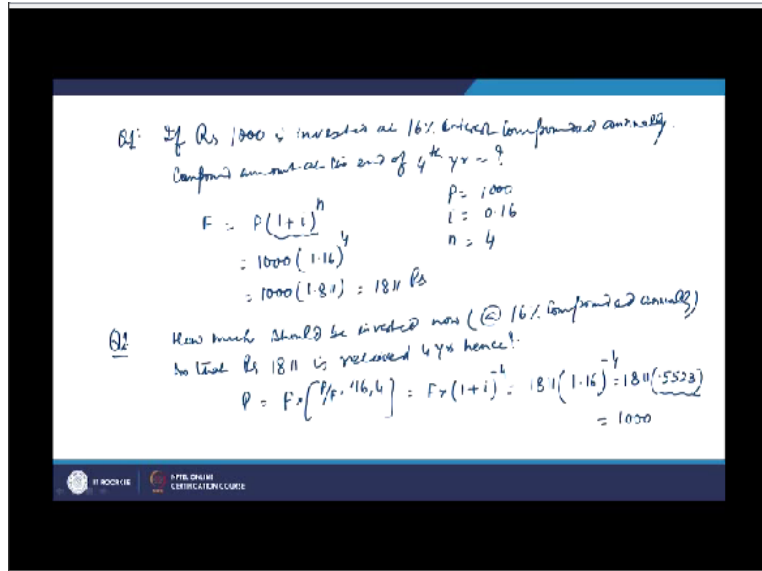 Q1: If Rs 1000 is invested at 16% interest compounded annually.
Compound amount at the end of 4th yr = ?
P = 1000
F = P(1+i)^n
i = 0.16
n = 4
= 1000(1.16)^4
= 1000(1.811) = 1811 Rs
Q2 How much should be invested now (@ 16% compounded annually)
so that Rs 1811 is received 4 yrs hence?
P = F×[P/F, 16, 4] = F×(1+i)^-4 = 1811(1.16)^-4 = 1811(.5523)
= 1000
IIT ROORKEE NPTEL ONLINE
CERTIFICATION COURSE